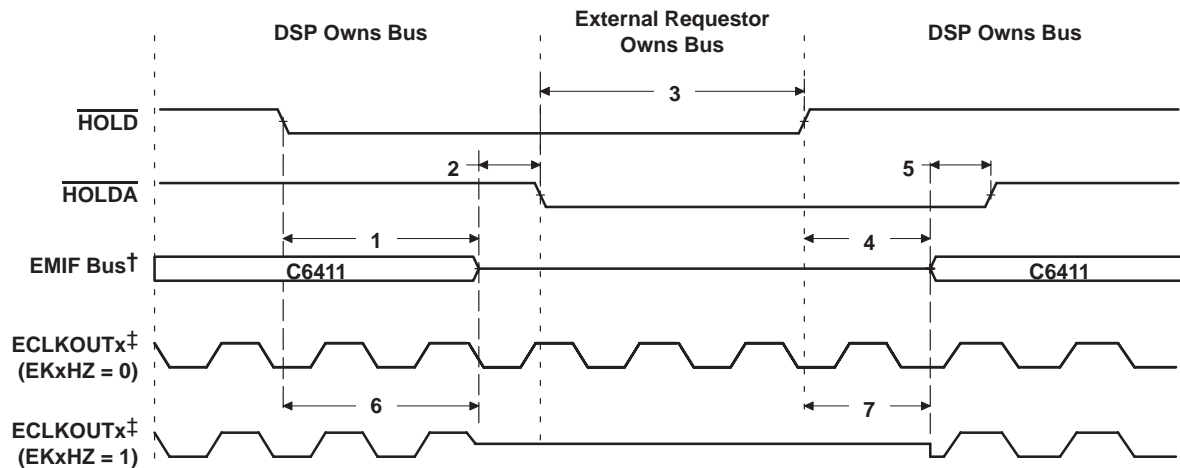 DSP Owns Bus
External Requestor
Owns Bus
DSP Owns Bus
3
HOLD
2
5
HOLDA
1
4
EMIF Bus†
C6411
C6411
ECLKOUTx‡
(EKxHZ = 0)
6
7
ECLKOUTx‡
(EKxHZ = 1)